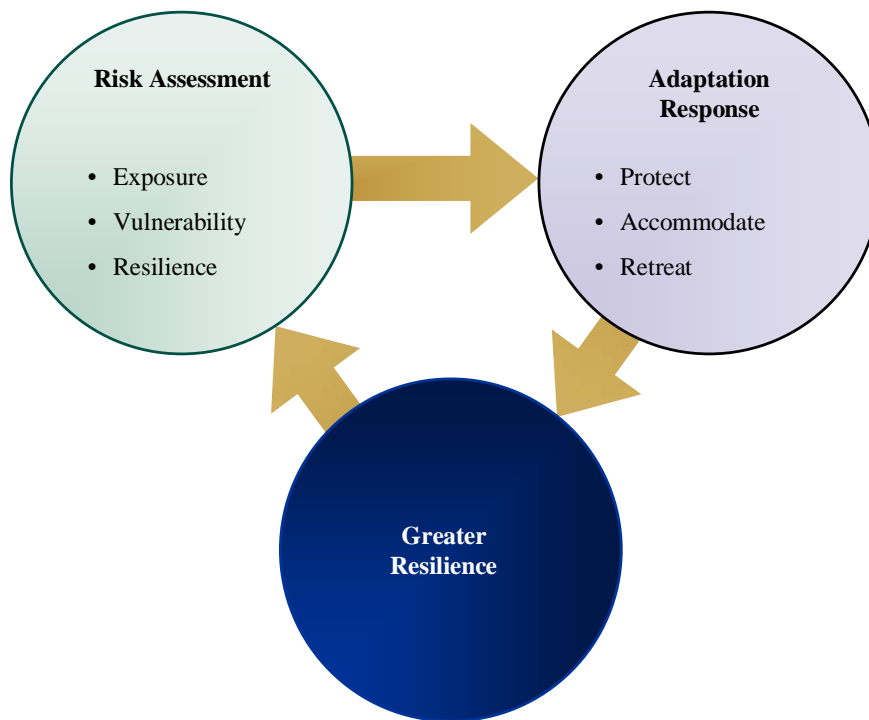 Risk Assessment
• Exposure
• Vulnerability
• Resilience
Adaptation
Response
• Protect
• Accommodate
• Retreat
Greater
Resilience